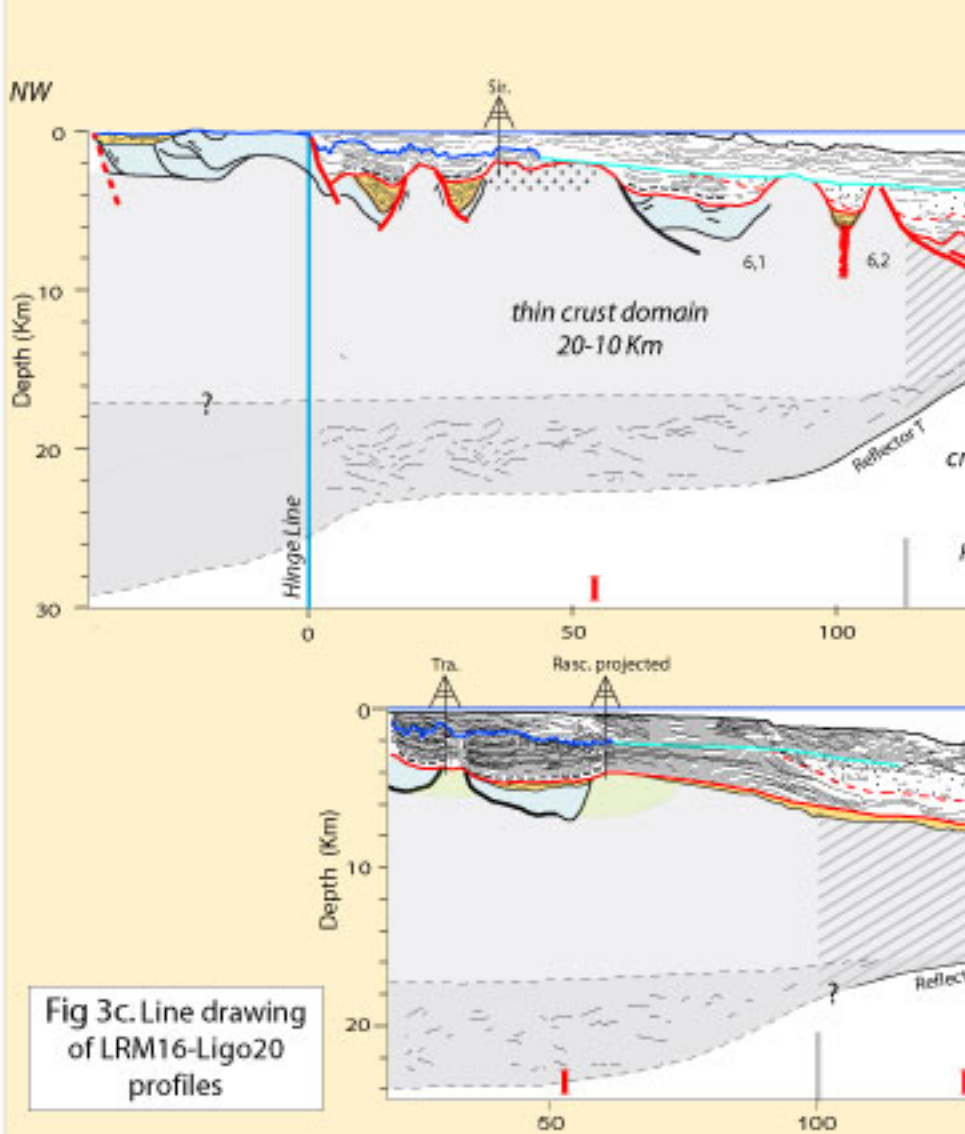 NW
Sir.
0
10
20
30
Depth (Km)
6,1
6,2
thin crust domain
20-10 Km
?
Reflector T
Hinge Line
0
50
100
Tra.
Rasc. projected
0
10
20
Depth (Km)
?
50
100
Fig 3c. Line drawing
of LRM16-Ligo20
profiles